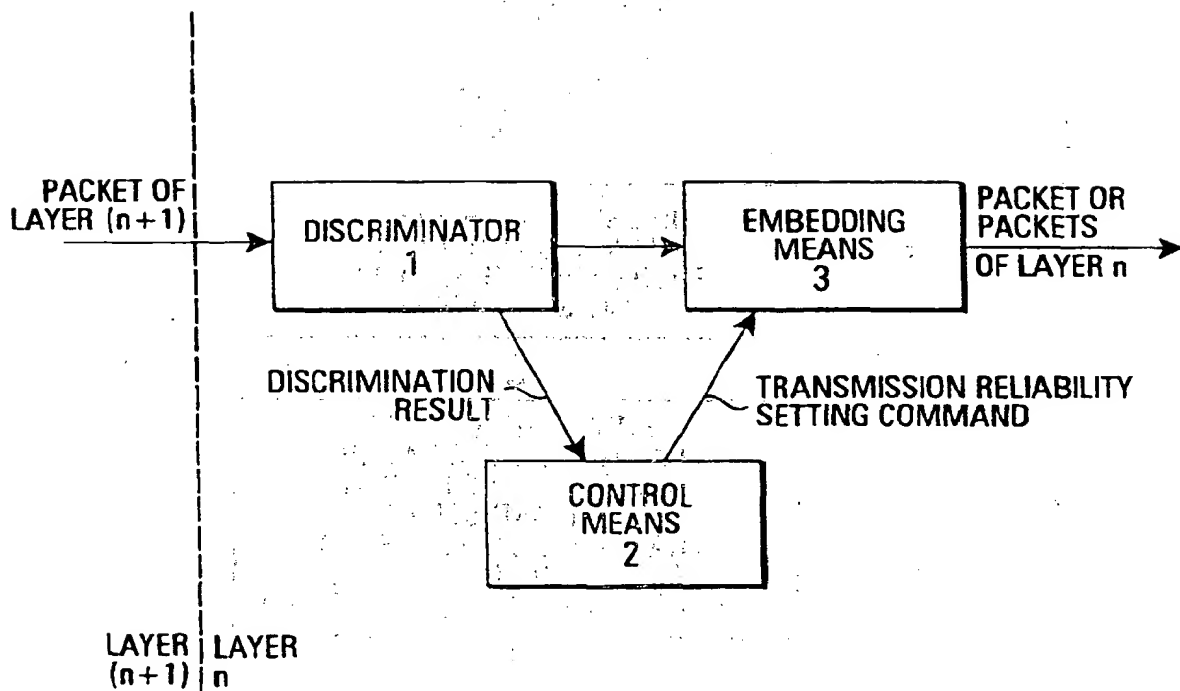 PACKET OF
LAYER (n+1)
DISCRIMINATOR
1
EMBEDDING
MEANS
3
PACKET OR
PACKETS
OF LAYER n
DISCRIMINATION
RESULT
TRANSMISSION RELIABILITY
SETTING COMMAND
CONTROL
MEANS
2
LAYER
(n+1)
LAYER
n